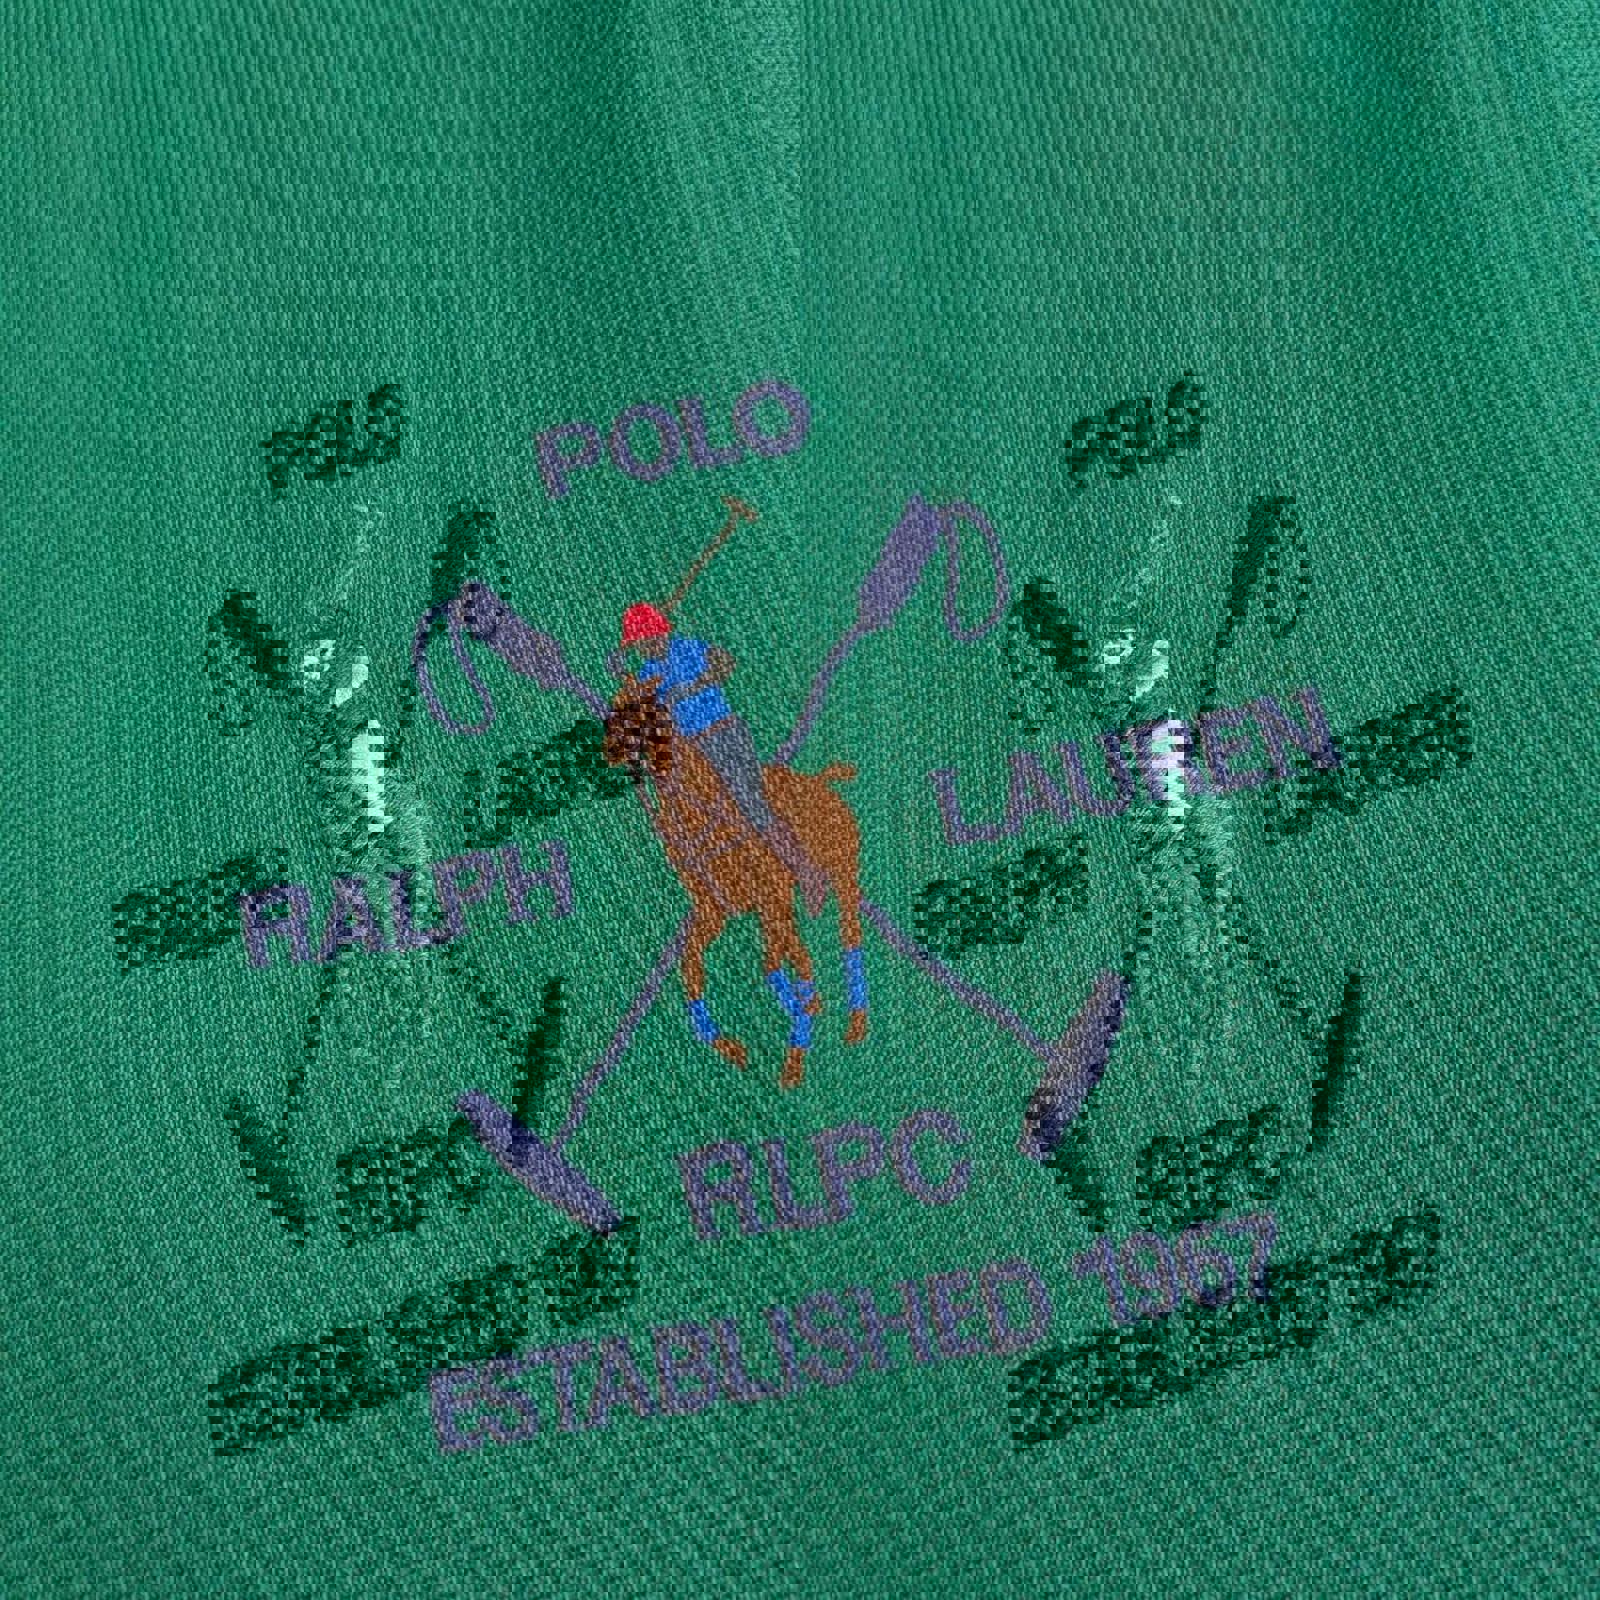 POLO
RALPH LAUREN
RLPC
ESTABLISHED 1967